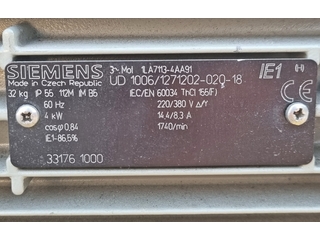 SIEMENS 3~Mot 1LA7113-4AA91 IE1 (H)
Made in Czech Republic UD 1006/1271202-020-18
32 kg IP 55 112M IM B5 IEC/EN 60034 ThCl 155(F) CE
60 Hz 220/380 V Δ/Y
4 kW 14,4/8,3 A
cosφ 0,84 1740/min
IE1-86,5%
33176 1000